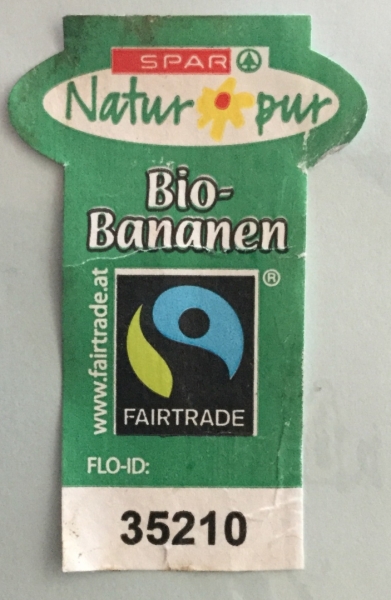 SPAR
Natur pur
Bio-
Bananen
®
www.fairtrade.at
FAIRTRADE
FLO-ID:
35210